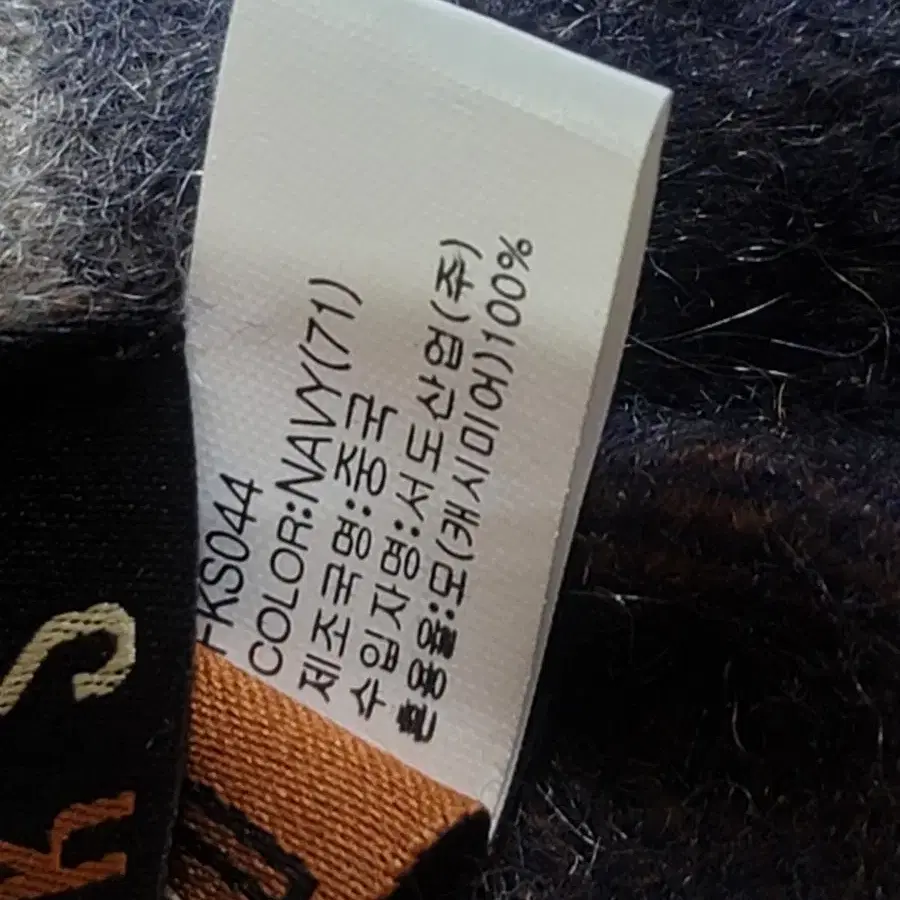 KS044
COLOR:NAVY(71)
제조국명:중국
수입자명:서도산업(주)
혼용율:모(캐시미어)100%